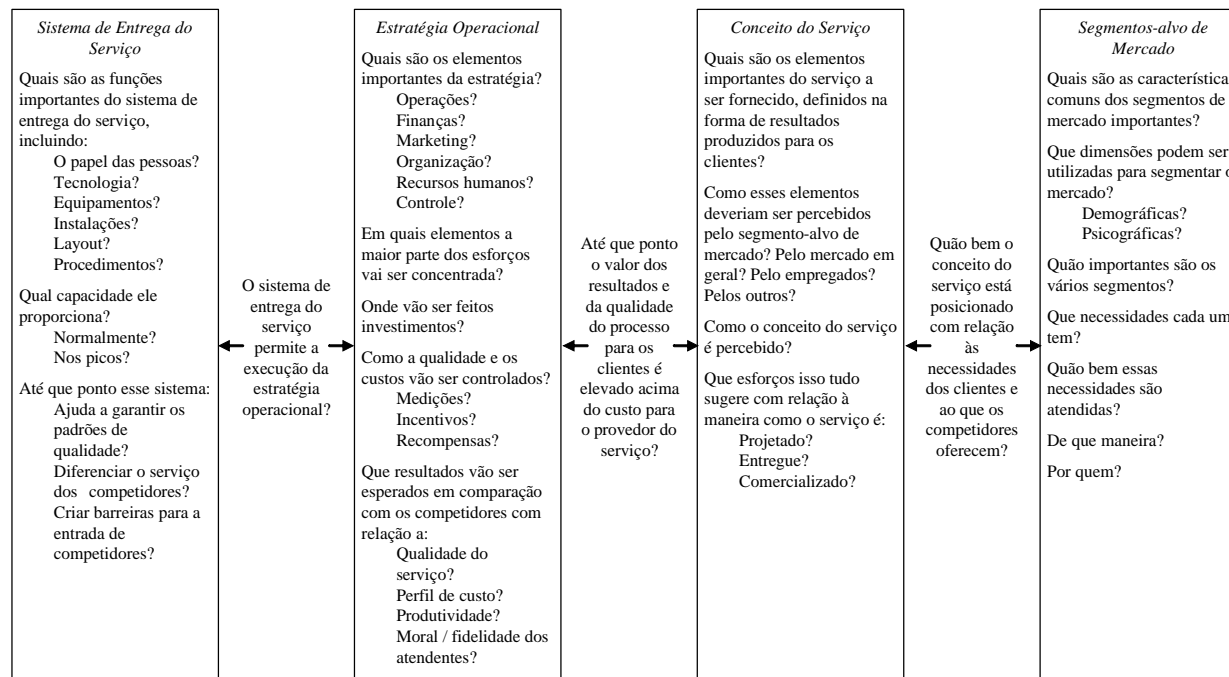 Sistema de Entrega do
Serviço
Quais são as funções
importantes do sistema de
entrega do serviço,
incluindo:
O papel das pessoas?
Tecnologia?
Equipamentos?
Instalações?
Layout?
Procedimentos?
Qual capacidade ele
proporciona?
Normalmente?
Nos picos?
Até que ponto esse sistema:
Ajuda a garantir os
padrões de
qualidade?
Diferenciar o serviço
dos competidores?
Criar barreiras para a
entrada de
competidores?
O sistema de
entrega do
serviço
permite a
execução da
estratégia
operacional?
Estratégia Operacional
Quais são os elementos
importantes da estratégia?
Operações?
Finanças?
Marketing?
Organização?
Recursos humanos?
Controle?
Em quais elementos a
maior parte dos esforços
vai ser concentrada?
Onde vão ser feitos
investimentos?
Como a qualidade e os
custos vão ser controlados?
Medições?
Incentivos?
Recompensas?
Que resultados vão ser
esperados em comparação
com os competidores com
relação a:
Qualidade do
serviço?
Perfil de custo?
Produtividade?
Moral / fidelidade dos
atendentes?
Até que ponto
o valor dos
resultados e
da qualidade
do processo
para os
clientes é
elevado acima
do custo para
o provedor do
serviço?
Conceito do Serviço
Quais são os elementos
importantes do serviço a
ser fornecido, definidos na
forma de resultados
produzidos para os
clientes?
Como esses elementos
deveriam ser percebidos
pelo segmento-alvo de
mercado? Pelo mercado em
geral? Pelo empregados?
Pelos outros?
Como o conceito do serviço
é percebido?
Que esforços isso tudo
sugere com relação à
maneira como o serviço é:
Projetado?
Entregue?
Comercializado?
Quão bem o
conceito do
serviço está
posicionado
com relação
às
necessidades
dos clientes e
ao que os
competidores
oferecem?
Segmentos-alvo de
Mercado
Quais são as característica
comuns dos segmentos de
mercado importantes?
Que dimensões podem ser
utilizadas para segmentar o
mercado?
Demográficas?
Psicográficas?
Quão importantes são os
vários segmentos?
Que necessidades cada um
tem?
Quão bem essas
necessidades são
atendidas?
De que maneira?
Por quem?